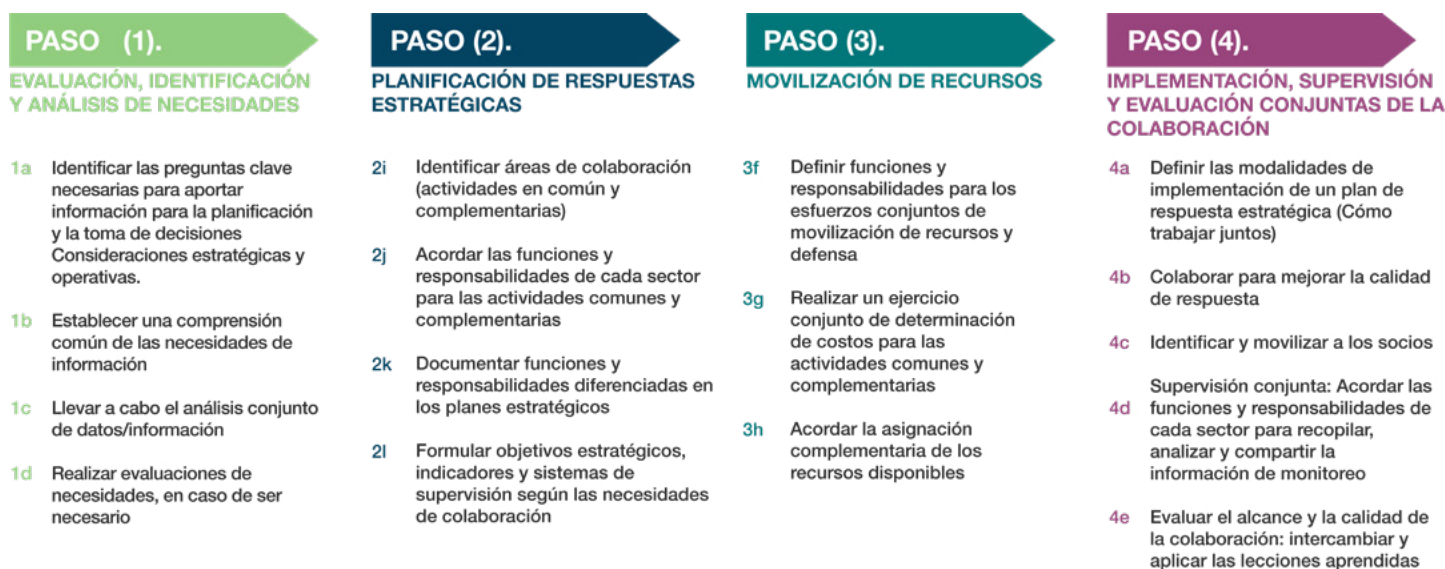 PASO (1).
EVALUACIÓN, IDENTIFICACIÓN
Y ANÁLISIS DE NECESIDADES
1a Identificar las preguntas clave
necesarias para aportar
información para la planificación
y la toma de decisiones
Consideraciones estratégicas y
operativas.
1b Establecer una comprensión
común de las necesidades de
información
1c Llevar a cabo el análisis conjunto
de datos/información
1d Realizar evaluaciones de
necesidades, en caso de ser
necesario
PASO (2).
PLANIFICACIÓN DE RESPUESTAS
ESTRATÉGICAS
2i Identificar áreas de colaboración
(actividades en común y
complementarias)
2j Acordar las funciones y
responsabilidades de cada sector
para las actividades comunes y
complementarias
2k Documentar funciones y
responsabilidades diferenciadas en
los planes estratégicos
2l Formular objetivos estratégicos,
indicadores y sistemas de
supervisión según las necesidades
de colaboración
PASO (3).
MOVILIZACIÓN DE RECURSOS
3f Definir funciones y
responsabilidades para los
esfuerzos conjuntos de
movilización de recursos y
defensa
3g Realizar un ejercicio
conjunto de determinación
de costos para las
actividades comunes y
complementarias
3h Acordar la asignación
complementaria de los
recursos disponibles
PASO (4).
IMPLEMENTACIÓN, SUPERVISIÓN
Y EVALUACIÓN CONJUNTAS DE LA
COLABORACIÓN
4a Definir las modalidades de
implementación de un plan de
respuesta estratégica (Cómo
trabajar juntos)
4b Colaborar para mejorar la calidad
de respuesta
4c Identificar y movilizar a los socios
Supervisión conjunta: Acordar las
4d funciones y responsabilidades de
cada sector para recopilar,
analizar y compartir la
información de monitoreo
4e Evaluar el alcance y la calidad de
la colaboración: intercambiar y
aplicar las lecciones aprendidas